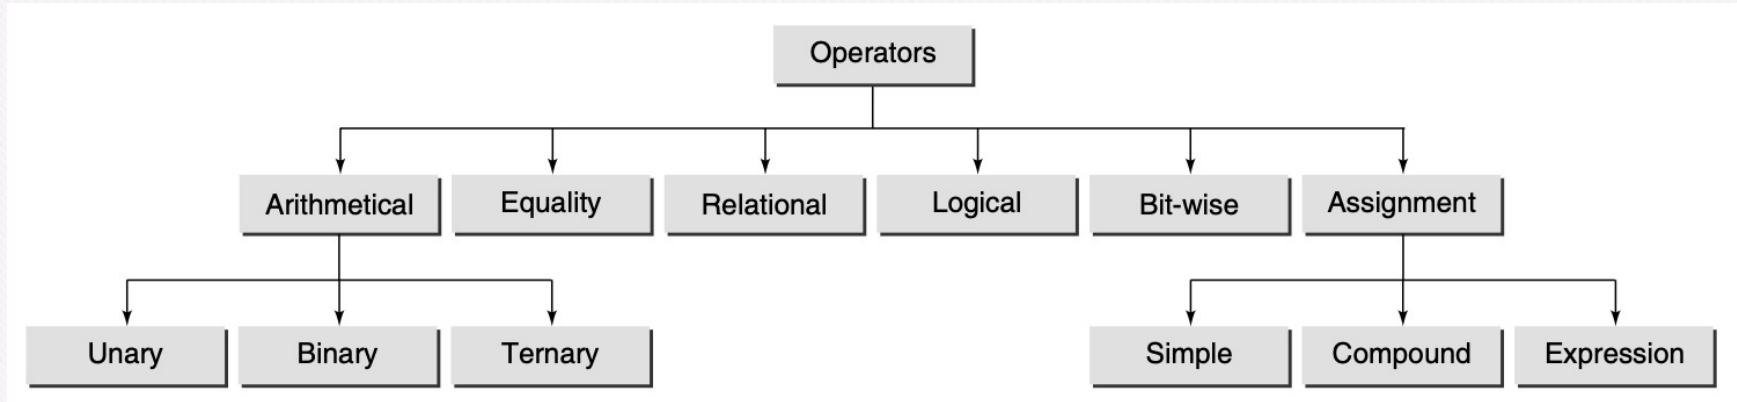 Operators
Arithmetical
Equality
Relational
Logical
Bit-wise
Assignment
Unary
Binary
Ternary
Simple
Compound
Expression